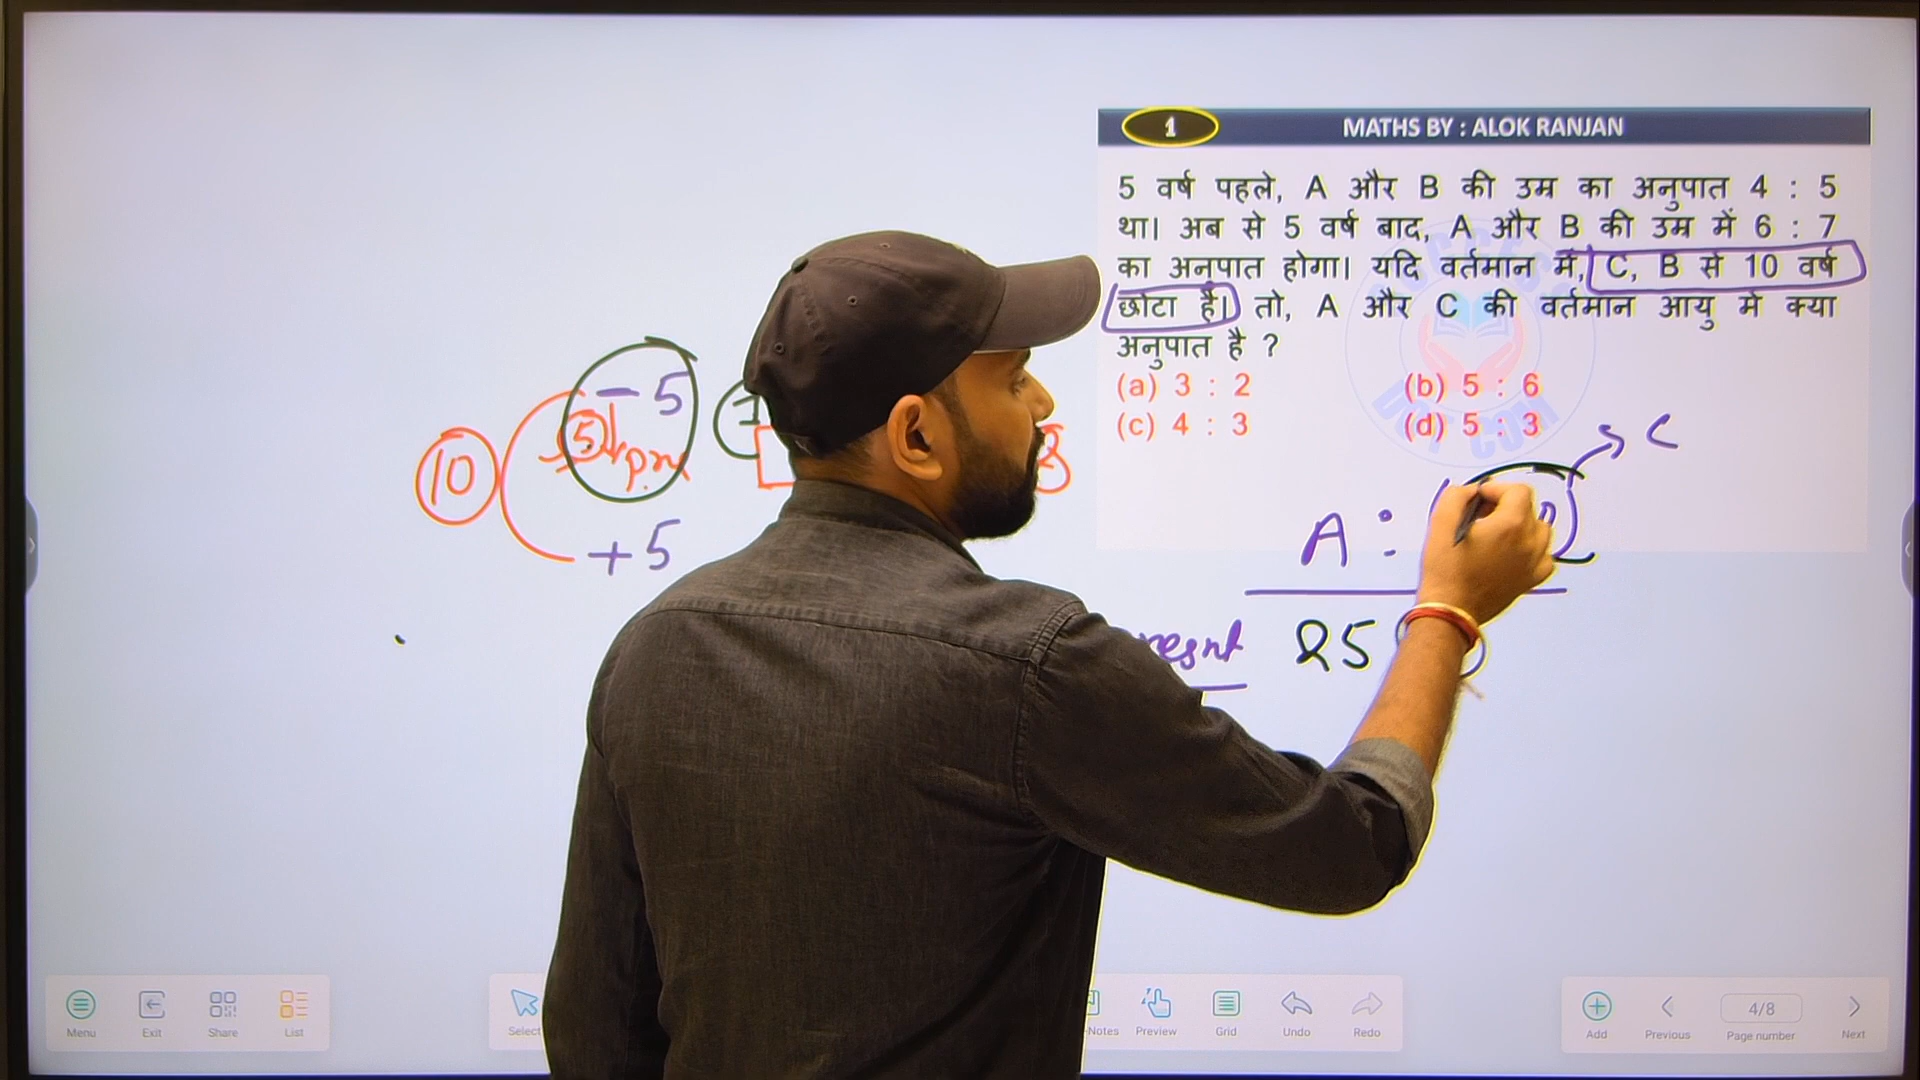 1 MATHS BY : ALOK RANJAN
5 वर्ष पहले, A और B की उम्र का अनुपात 4 : 5
था। अब से 5 वर्ष बाद, A और B की उम्र में 6 : 7
का अनुपात होगा। यदि वर्तमान में, C, B से 10 वर्ष
छोटा है। तो, A और C की वर्तमान आयु में क्या
अनुपात है ?
(a) 3 : 2 (b) 5 : 6
(c) 4 : 3 (d) 5 : 3
C
- 5
5
10
+ 5
A :
25
Menu Exit Share List Select Notes Preview Grid Undo Redo Add Previous 4/8 Page number Next